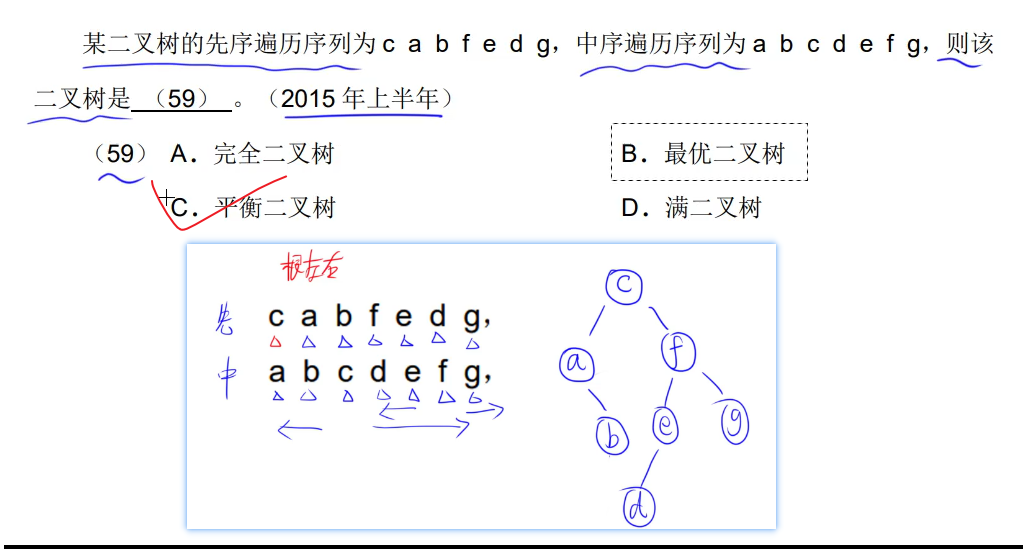 某二叉树的先序遍历序列为 c a b f e d g，中序遍历序列为 a b c d e f g，则该
二叉树是 （59） 。（2015 年上半年）
（59） A．完全二叉树 B．最优二叉树
C．平衡二叉树 D．满二叉树
根左右
先 c a b f e d g，
中 a b c d e f g，
c
a f
b e g
d